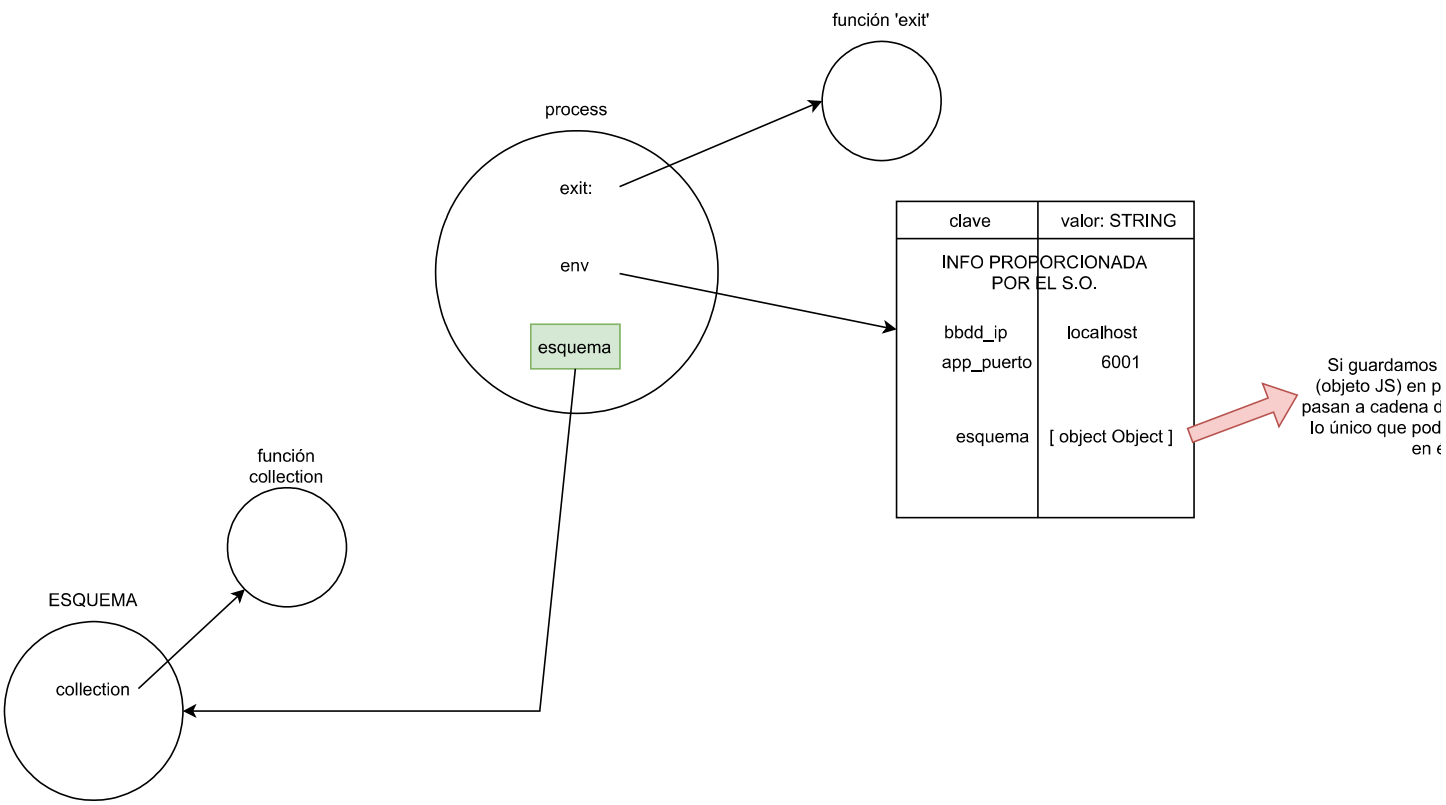 función 'exit'
process
exit:
env
esquema
clave
valor: STRING
INFO PROPORCIONADA
POR EL S.O.
bbdd_ip
localhost
app_puerto
6001
esquema
[ object Object ]
Si guardamos
(objeto JS) en p
pasan a cadena d
lo único que pod
en e
función
collection
ESQUEMA
collection